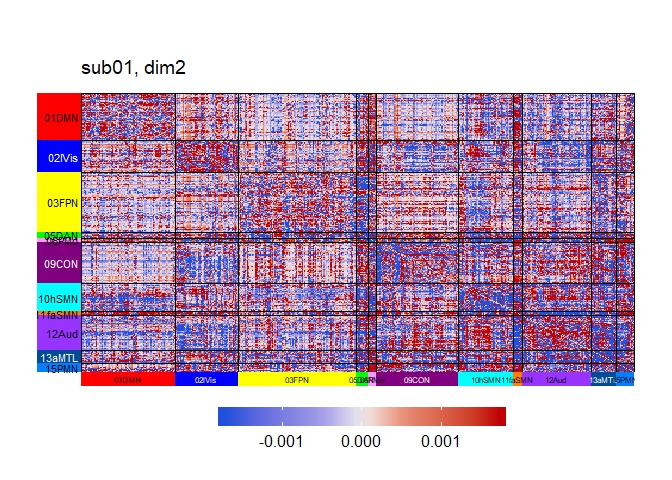 sub01, dim2
01DMN
02lVis
03FPN
05DAN
09CON
10hSMN
11faSMN
12Aud
13aMTL
15PMN
01DMN 02lVis 03FPN 09CON 10hSMN 11faSMN 12Aud
-0.001 0.000 0.001